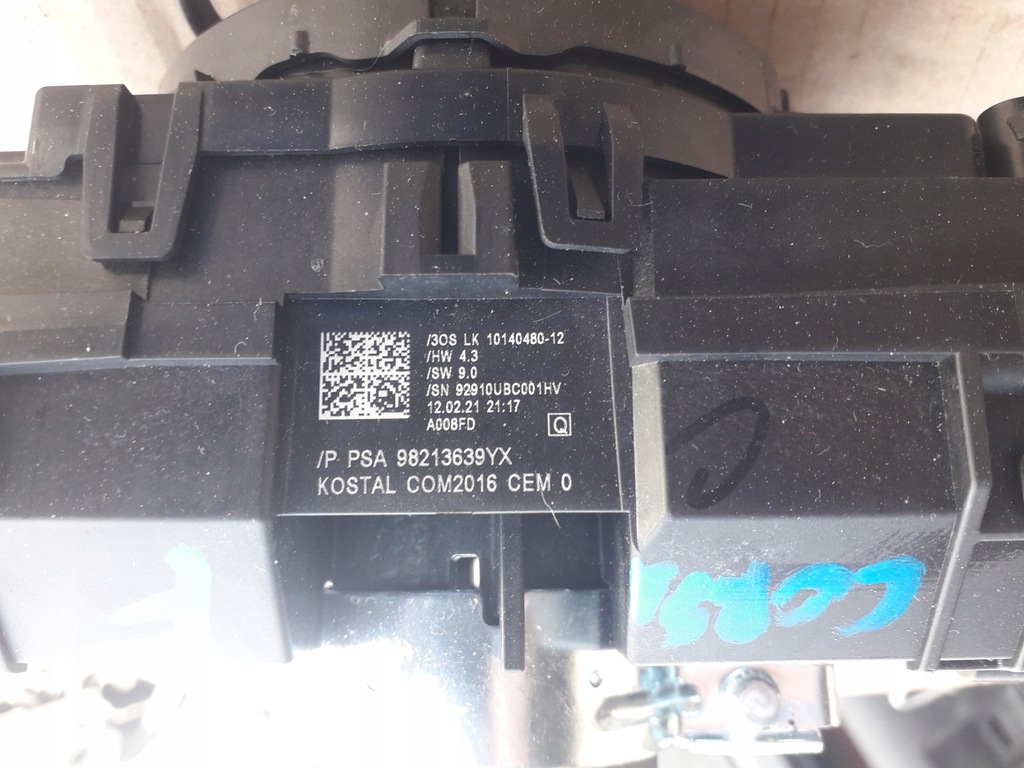 /3OS LK 10140480-12
/HW 4.3
/SW 9.0
/SN 92910UBC001HV
12.02.21 21:17
A008FD
Q
/P PSA 98213639YX
KOSTAL COM2016 CEM 0